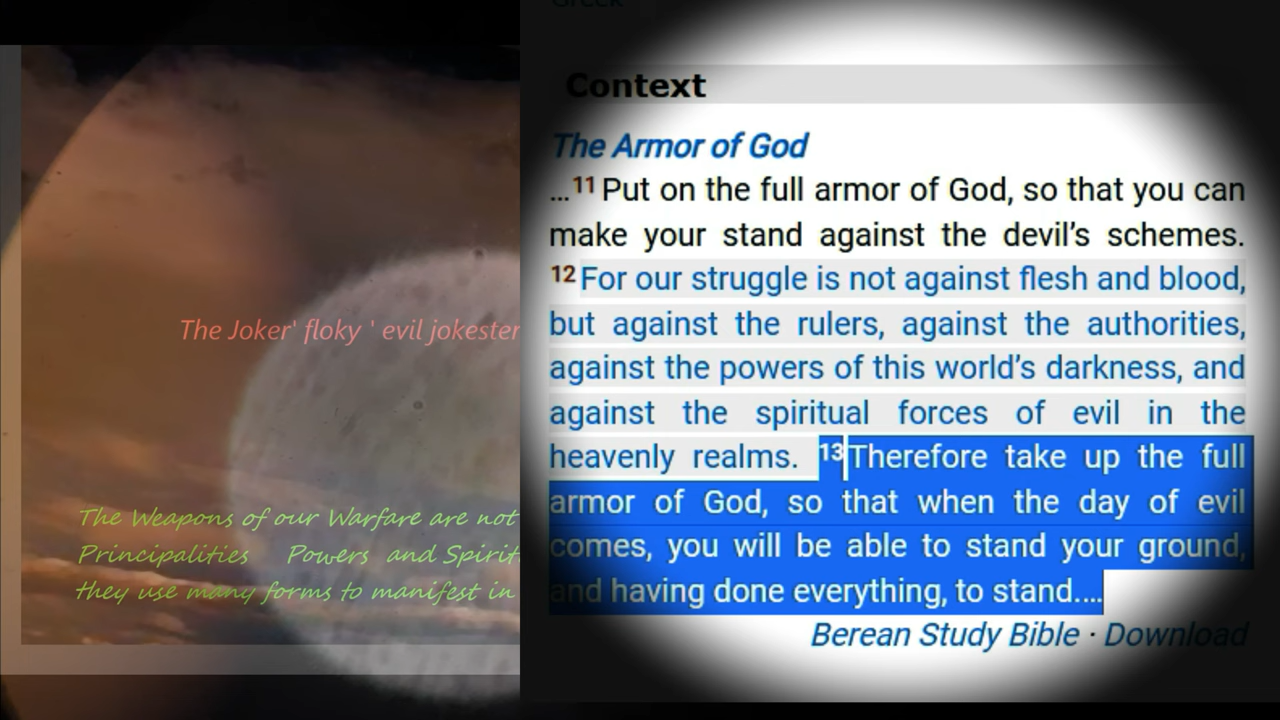 The Joker' floky ' evil jokester
The Weapons of our Warfare are not
Principalities Powers and Spirit
they use many forms to manifest in
Greek
Context
The Armor of God
...11 Put on the full armor of God, so that you can
make your stand against the devil’s schemes.
12 For our struggle is not against flesh and blood,
but against the rulers, against the authorities,
against the powers of this world’s darkness, and
against the spiritual forces of evil in the
heavenly realms. 13 Therefore take up the full
armor of God, so that when the day of evil
comes, you will be able to stand your ground,
and having done everything, to stand.…
Berean Study Bible · Download